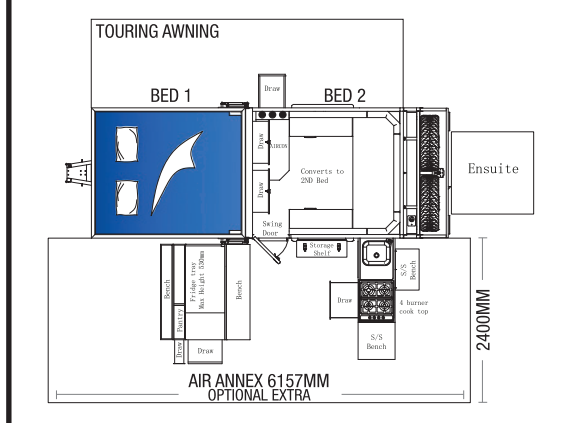 TOURING AWNING
BED 1
Draw
BED 2
Draw
AIRCON
Draw
Converts to
2ND Bed
Ensuite
Swing
Door
Storage
Shelf
S/S
Bench
Bench
Pantry
Fridge tray
Max Height 530mm
Bench
Draw
4 burner
cook top
S/S
Bench
Draw
Draw
2400MM
AIR ANNEX 6157MM
OPTIONAL EXTRA